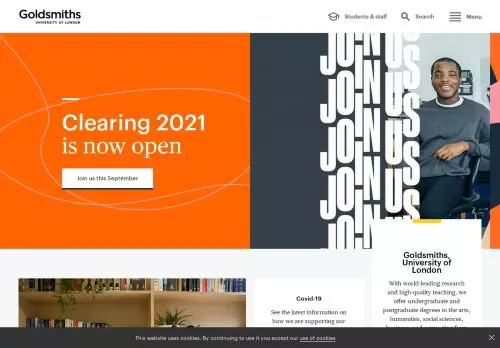 Goldsmiths
UNIVERSITY OF LONDON
Students & staff
Search
Menu
Clearing 2021
is now open
Join us this September
JOIN US
JOIN US
JOIN US
JOIN US
JOIN US
Goldsmiths,
University of
London
With world-leading research
and high-quality teaching, we
offer undergraduate and
postgraduate degrees in the arts,
humanities, social sciences,
Covid-19
See the latest information on
how we are supporting our
This website uses cookies. By continuing to use it you accept our use of cookies